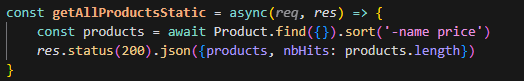 const getAllProductsStatic = async(req, res) => {
    const products = await Product.find({}).sort('-name price')
    res.status(200).json({products, nbHits: products.length})
}